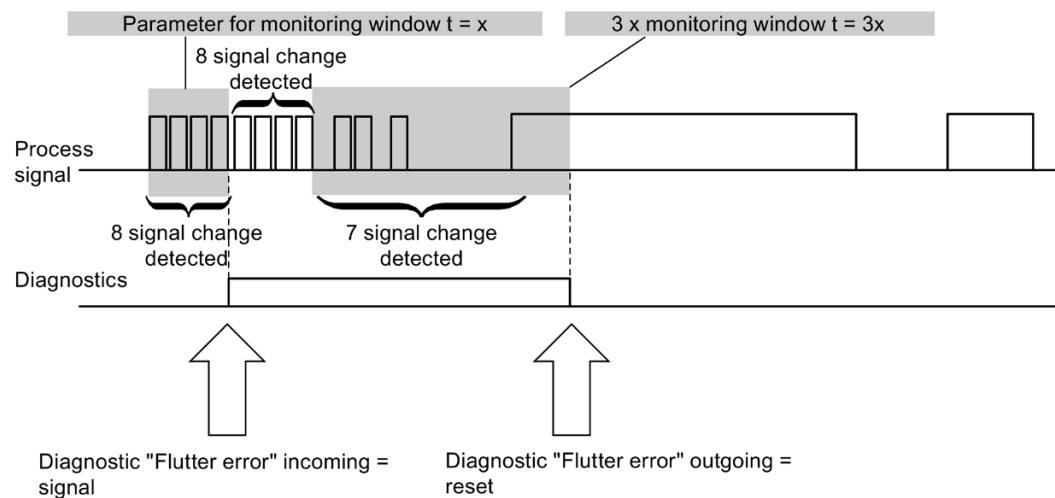 Parameter for monitoring window t = x
3 x monitoring window t = 3x
8 signal change
detected
Process
signal
8 signal change
detected
7 signal change
detected
Diagnostics
Diagnostic "Flutter error" incoming =
signal
Diagnostic "Flutter error" outgoing =
reset